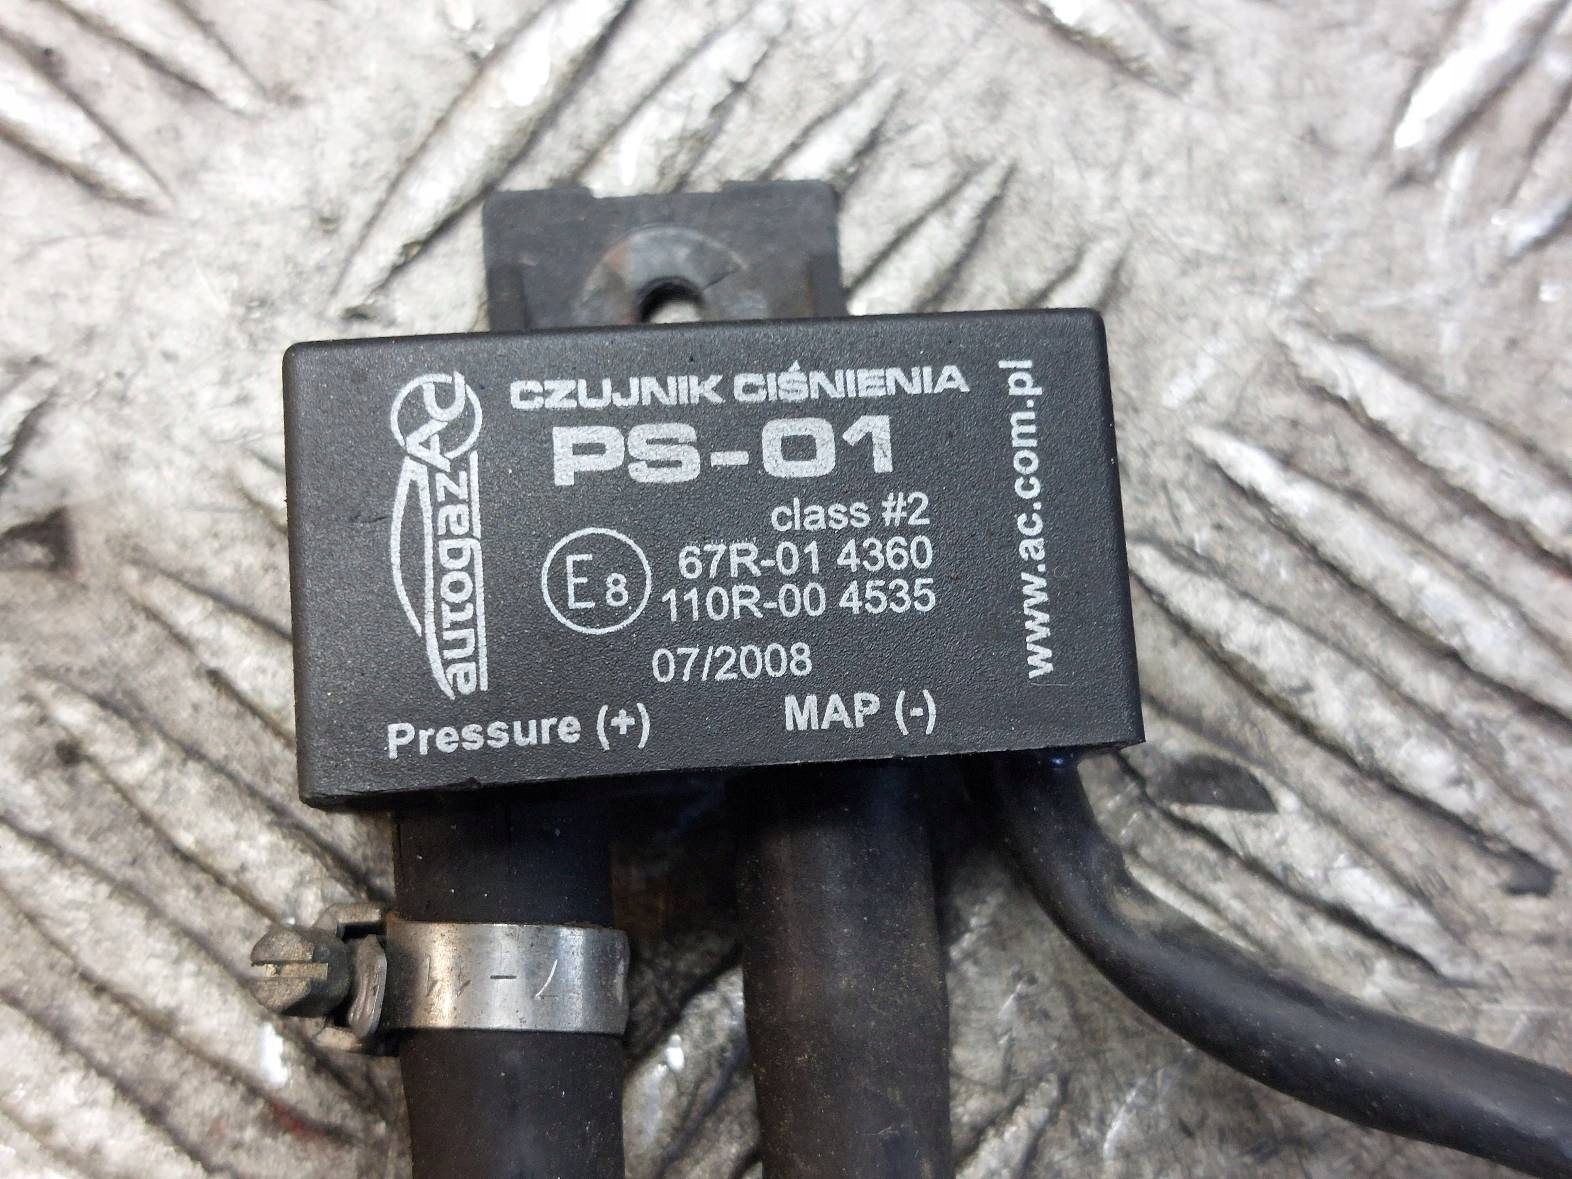 AC
autogaz
CZUJNIK CIŚNIENIA
PS-01
class #2
E8 67R-01 4360
110R-00 4535
07/2008
Pressure (+) MAP (-)
www.ac.com.pl